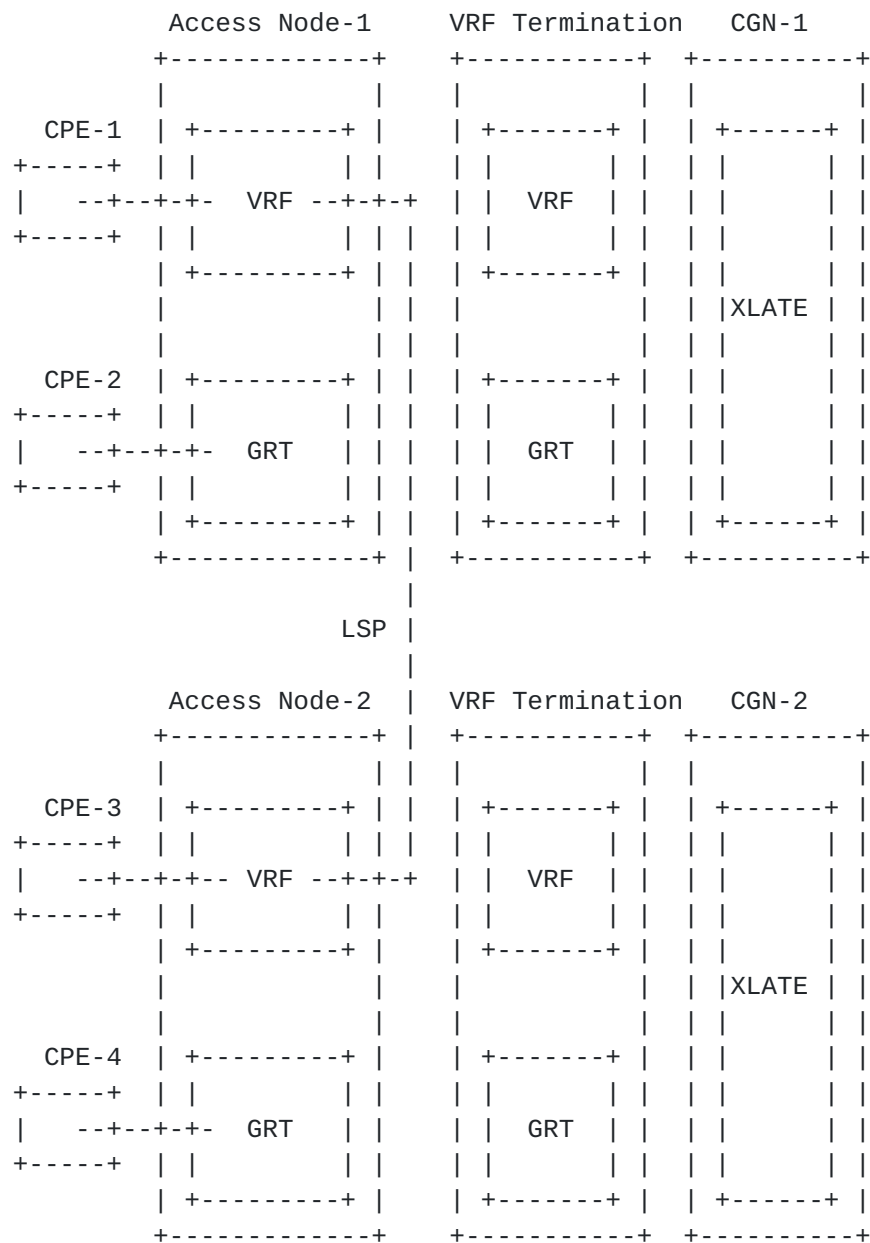 Access Node-1 VRF Termination CGN-1
CPE-1
VRF VRF
XLATE
CPE-2
GRT GRT
LSP
Access Node-2 VRF Termination CGN-2
CPE-3
VRF VRF
XLATE
CPE-4
GRT GRT